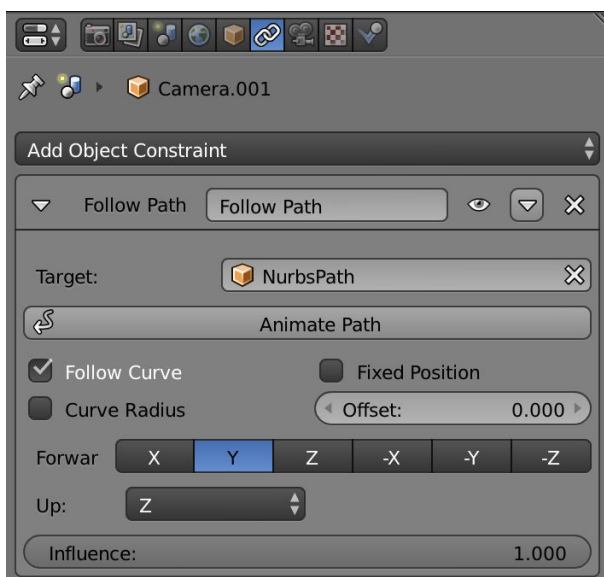 Camera.001
Add Object Constraint
Follow Path Follow Path
Target: NurbsPath
Animate Path
Follow Curve Fixed Position
Curve Radius Offset: 0.000
Forwar X Y Z -X -Y -Z
Up: Z
Influence: 1.000